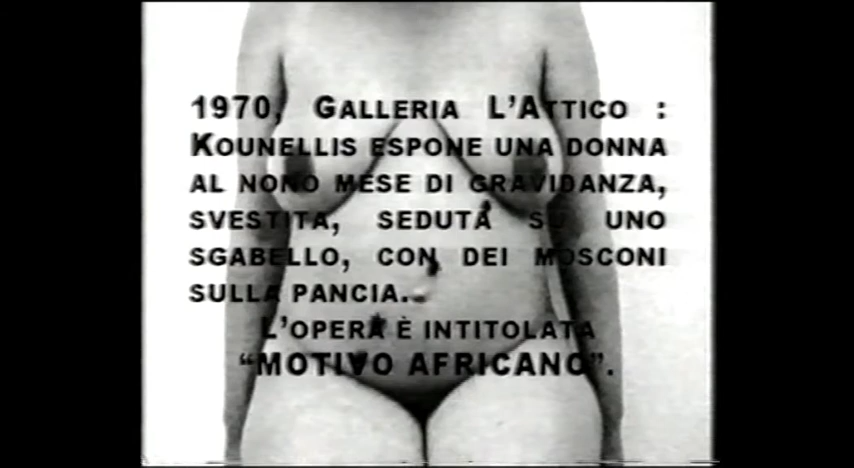 1970, GALLERIA L'ATTICO :
KOUNELLIS ESPONE UNA DONNA
AL NONO MESE DI GRAVIDANZA,
SVESTITA, SEDUTA SU UNO
SGABELLO, CON DEI MOSCONI
SULLA PANCIA.
L'OPERA È INTITOLATA
“MOTIVO AFRICANO”.